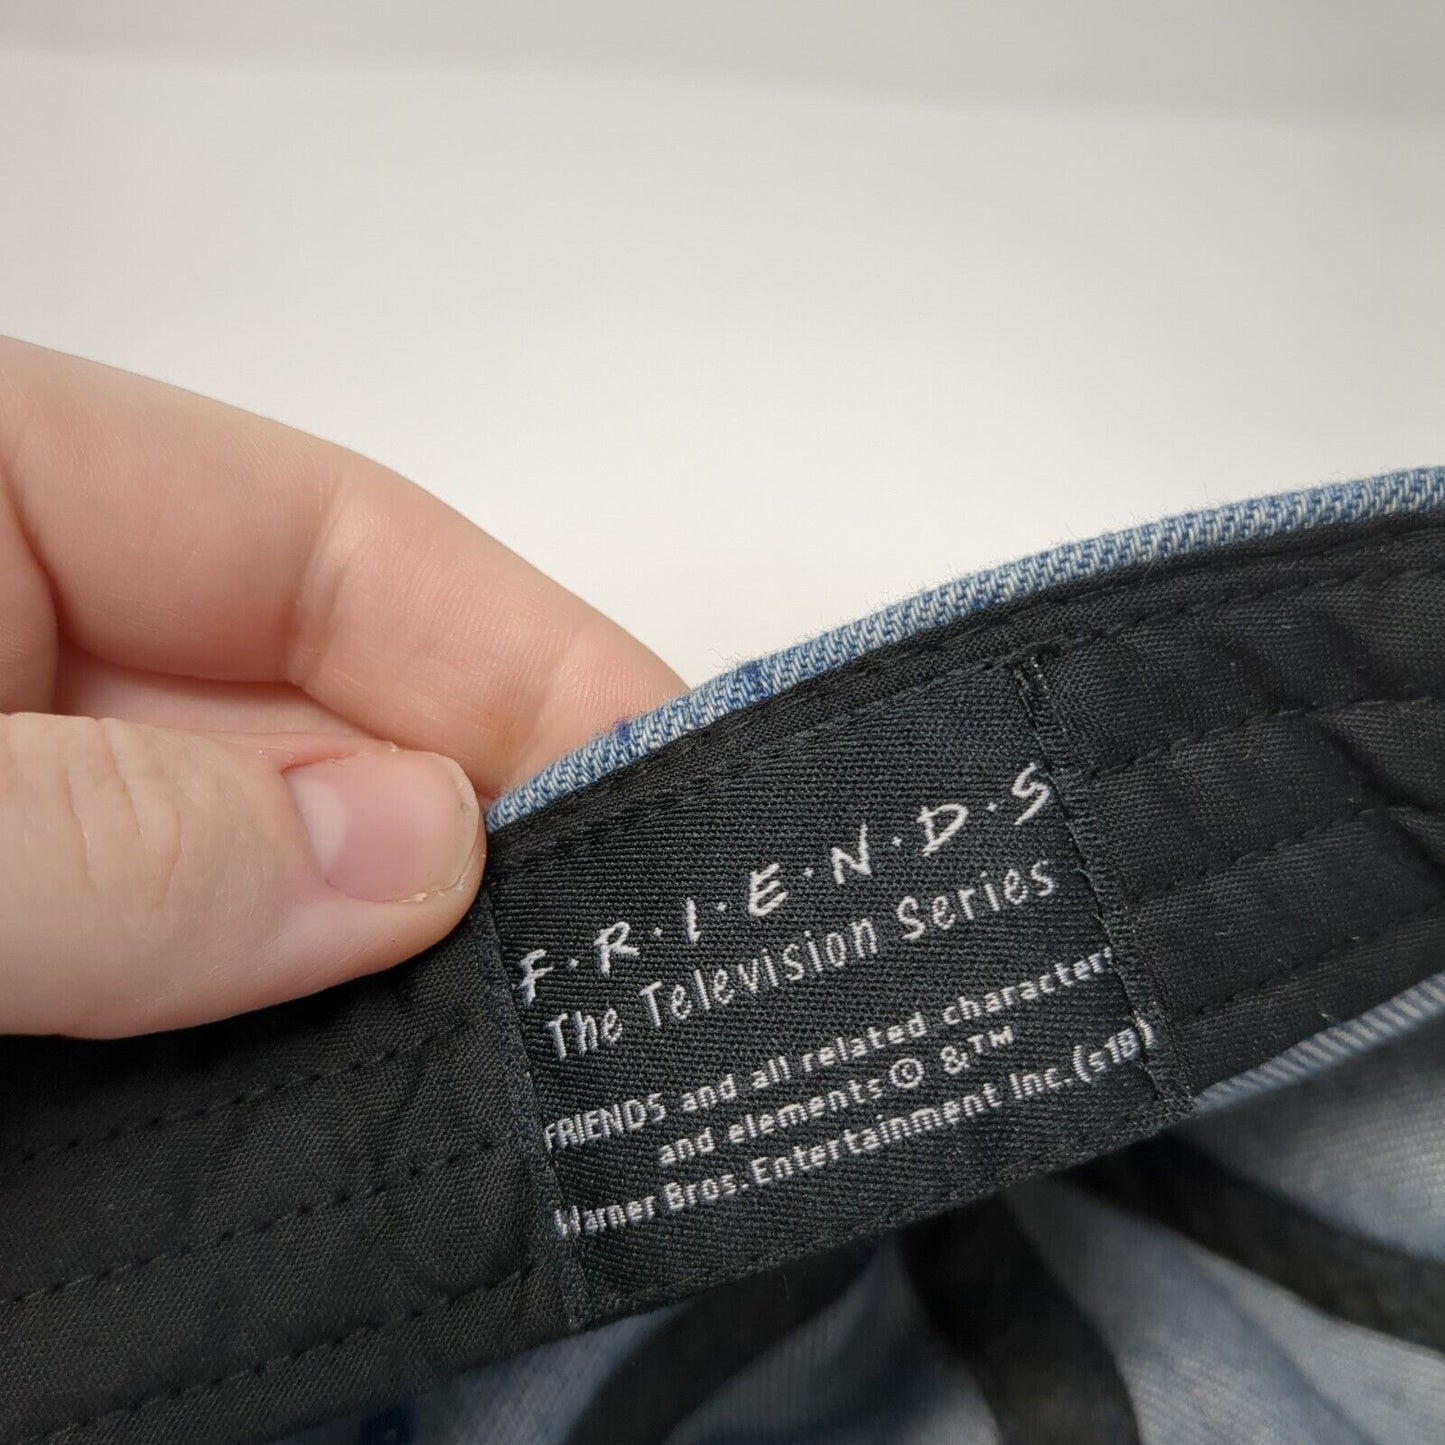 F·R·I·E·N·D·S
The Television Series
FRIENDS and all related characters
and elements © & ™
Warner Bros. Entertainment Inc. (s18)